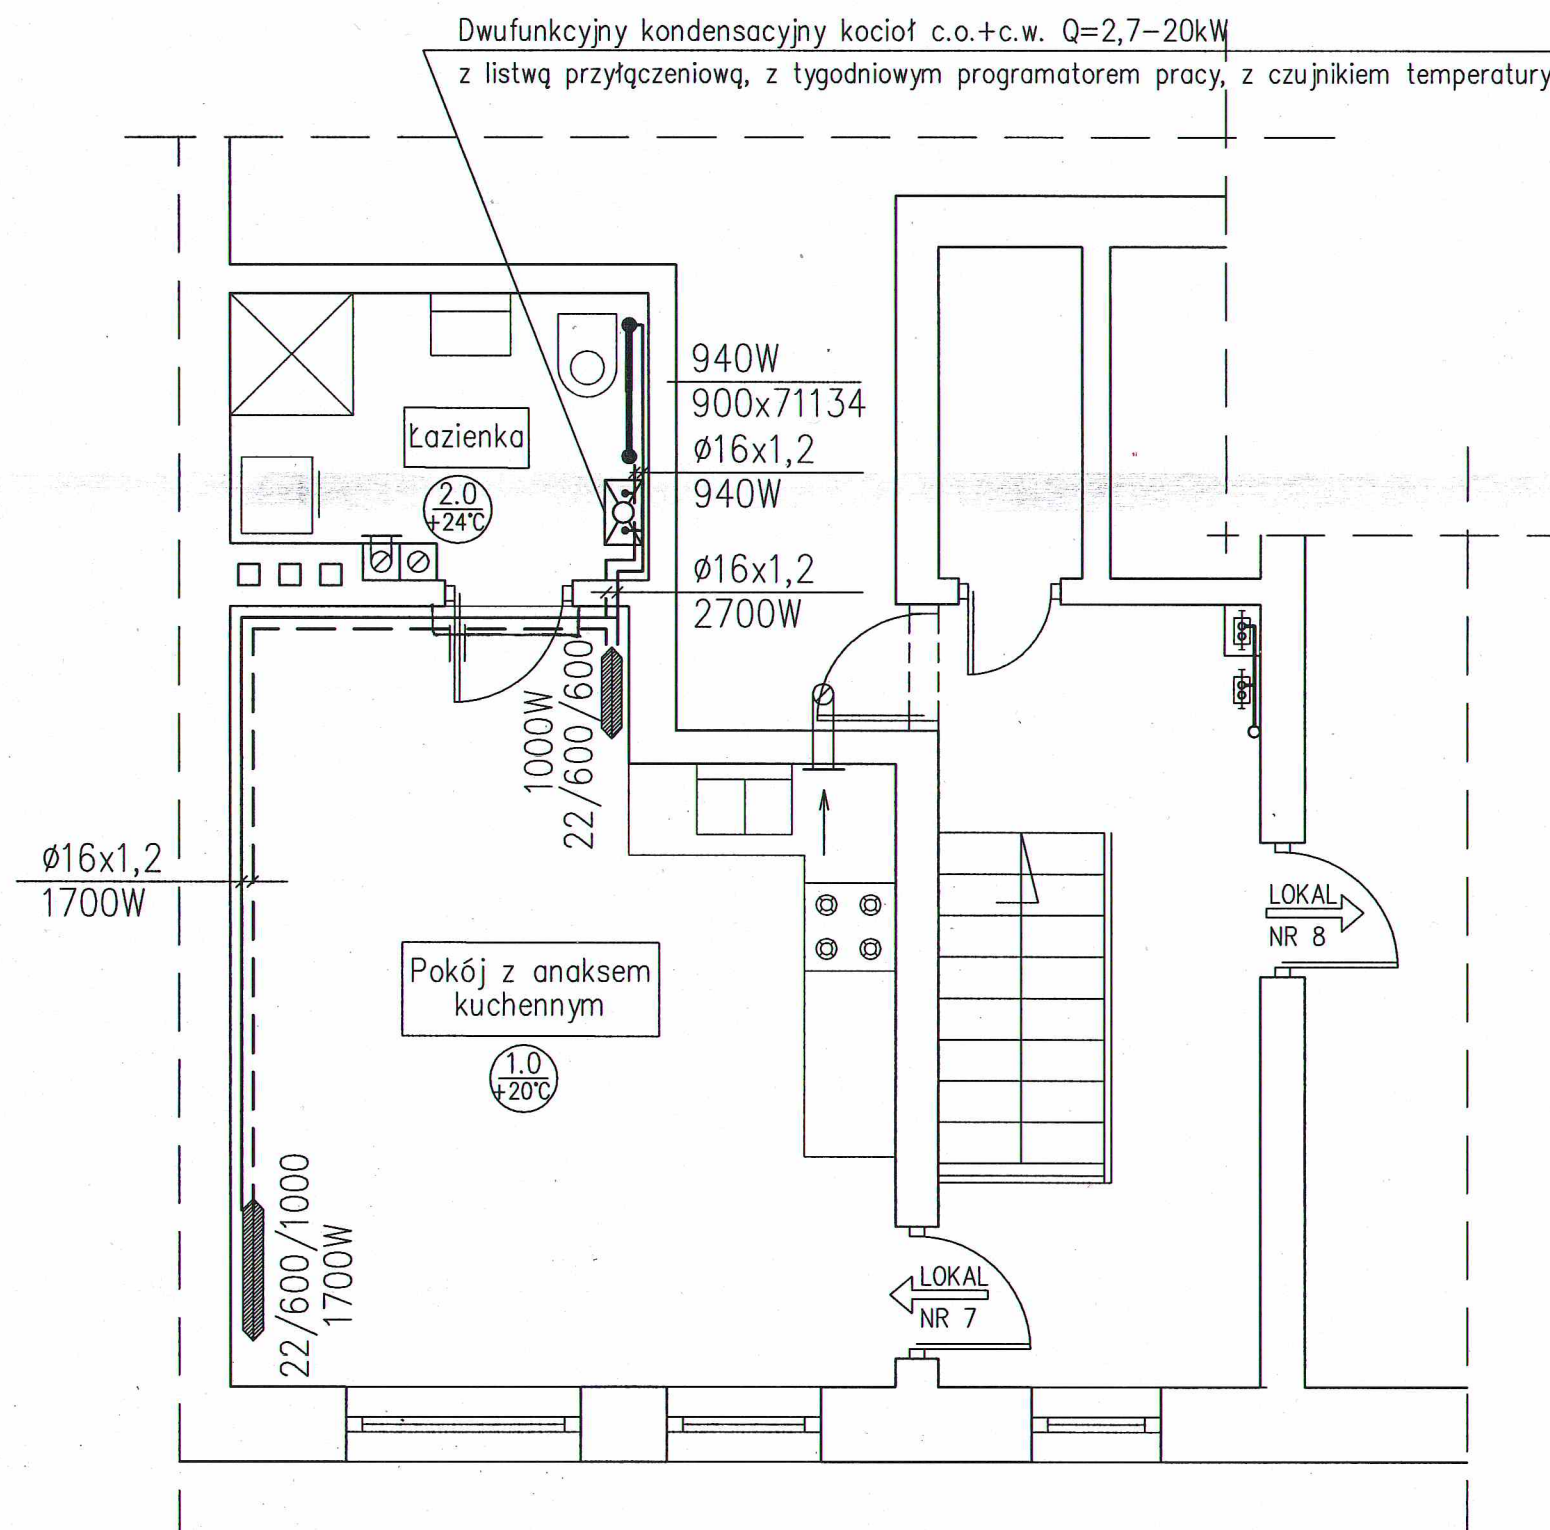 Dwufunkcyjny kondensacyjny kocioł c.o.+c.w. Q=2,7-20kW
z listwą przyłączeniową, z tygodniowym programatorem pracy, z czujnikiem temperatury
940W
900x71134
ø16x1,2
940W
Łazienka
2.0
+24°C
ø16x1,2
2700W
1000W
22/600/600
ø16x1,2
1700W
LOKAL
NR 8
Pokój z anaksem
kuchennym
1.0
+20°C
22/600/1000
1700W
LOKAL
NR 7